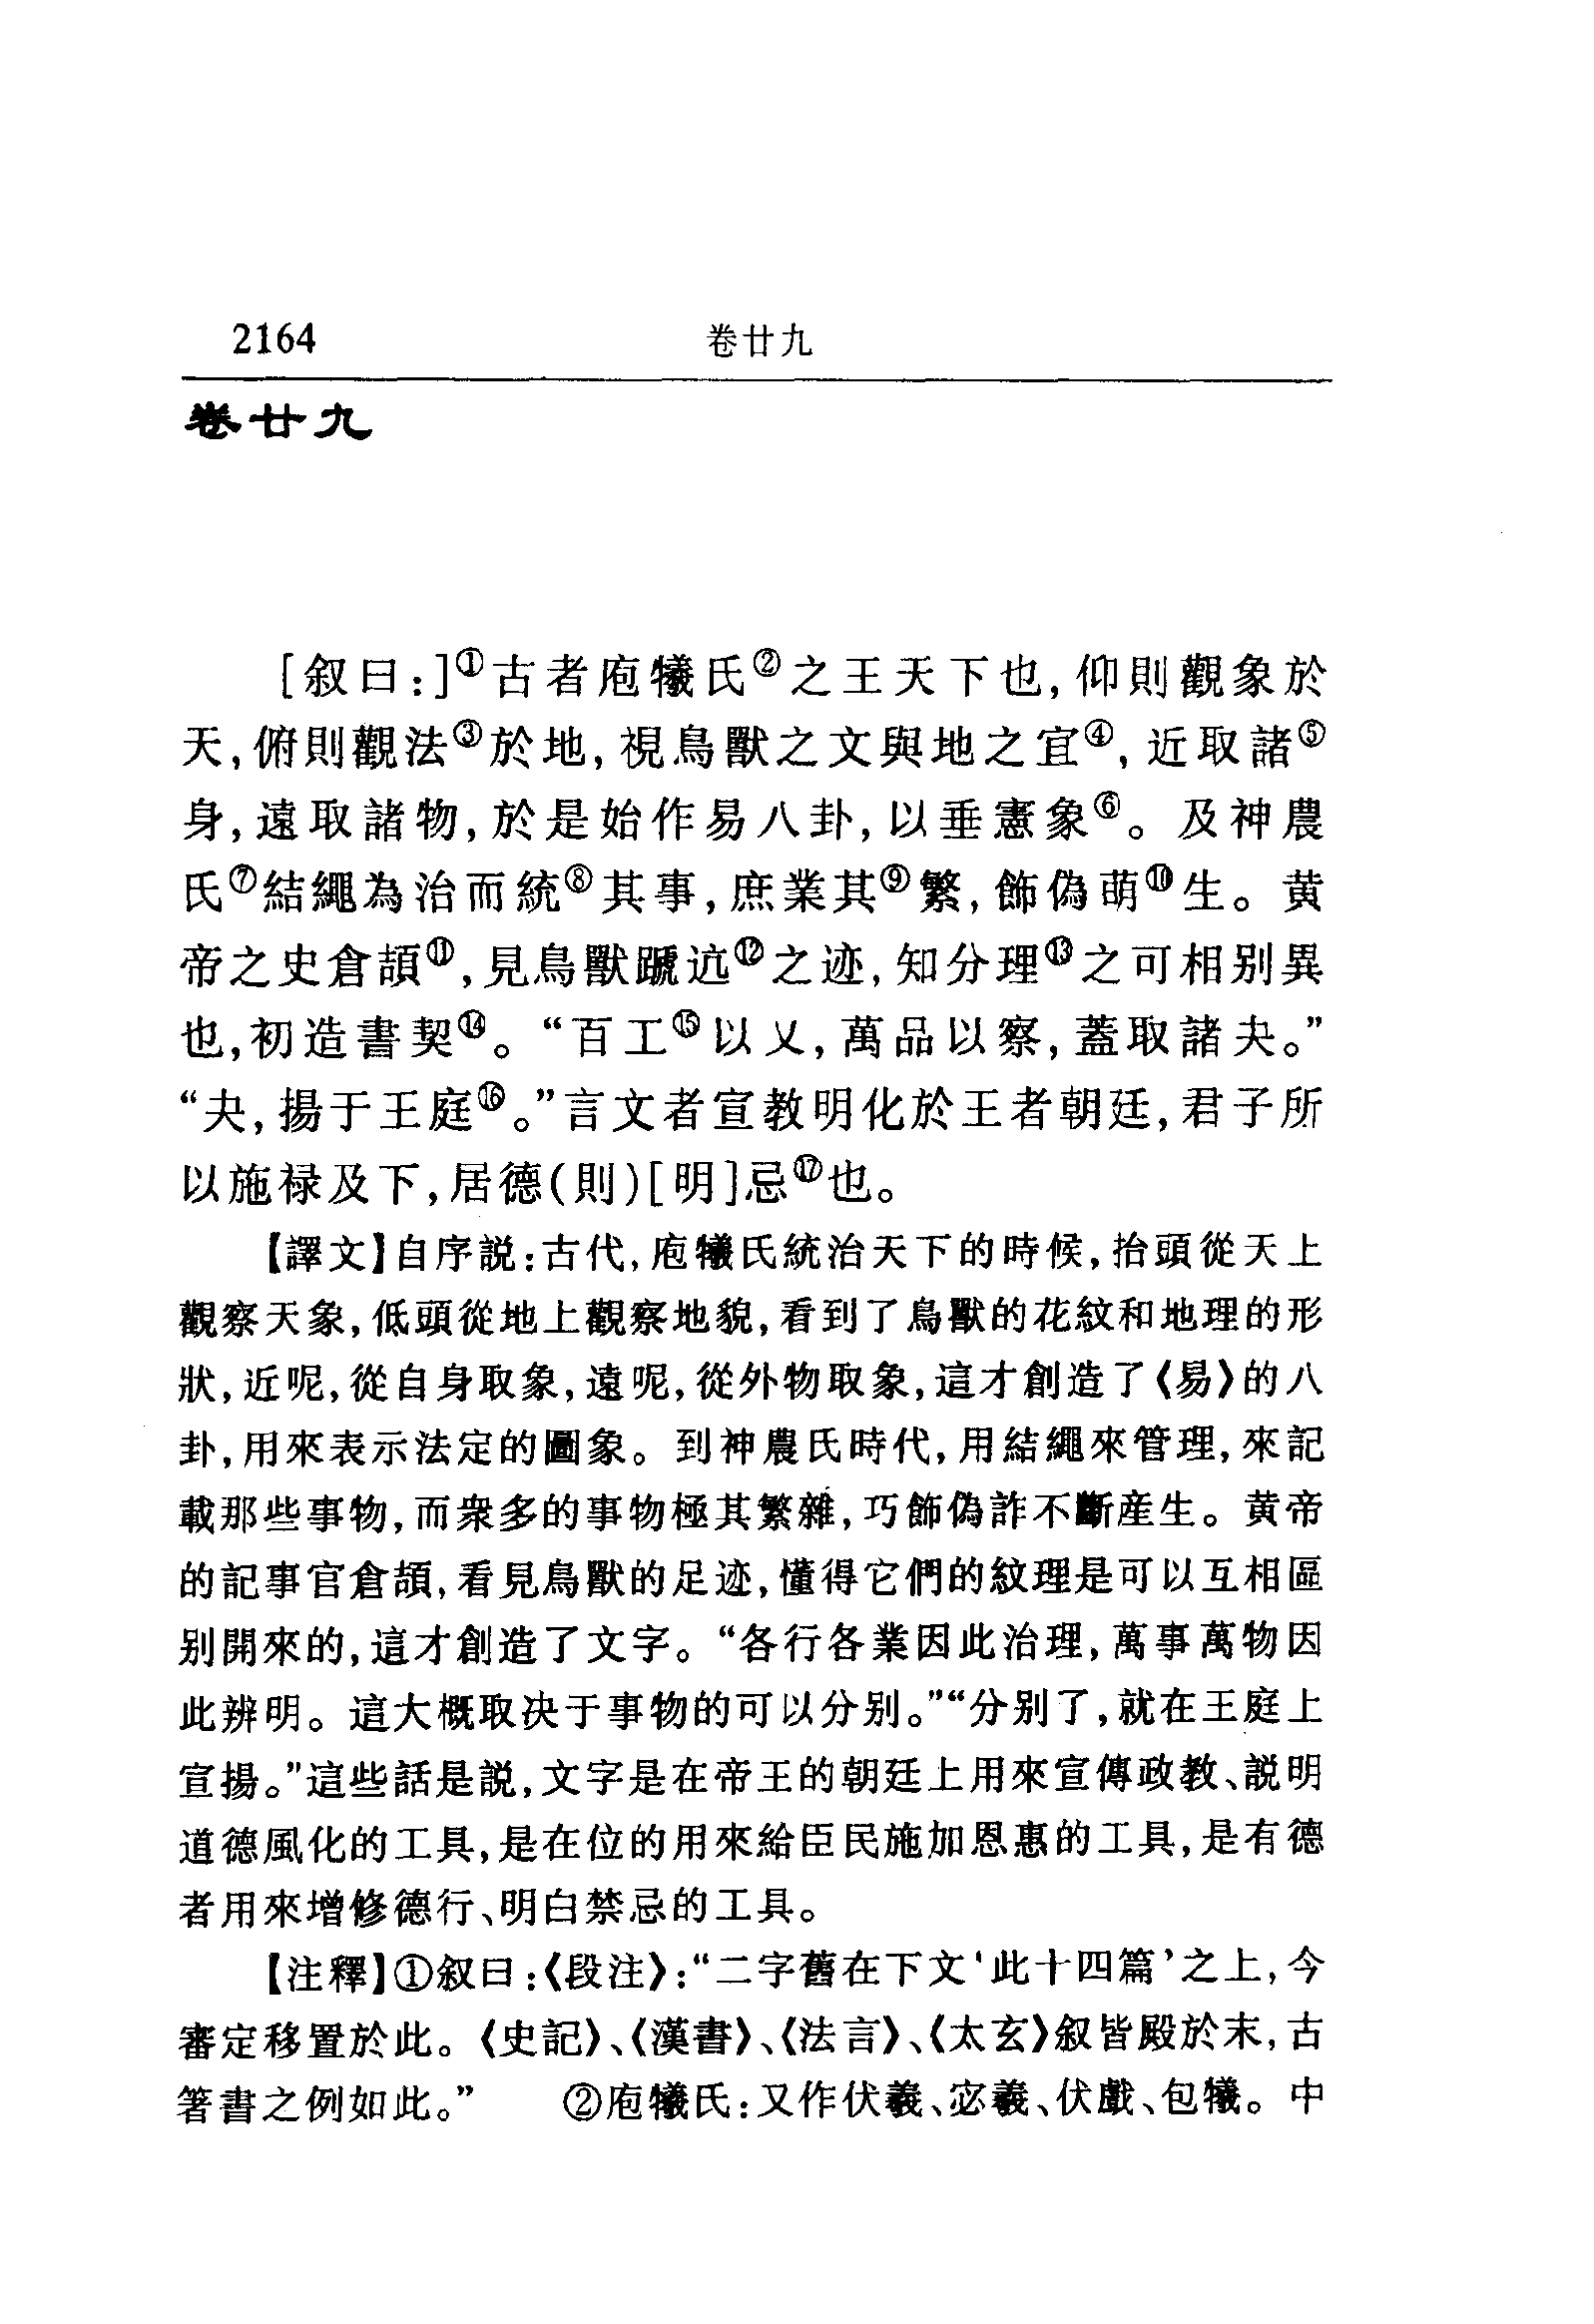 2164 卷廿九
卷廿九
[叙曰:]①古者庖犧氏②之王天下也,仰則觀象於
天,俯則觀法③於地,視鳥獸之文與地之宜④,近取諸⑤
身,遠取諸物,於是始作易八卦,以垂憲象⑥。及神農
氏⑦結繩為治而統⑧其事,庶業其⑨繁,飾偽萌⑩生。黄
帝之史倉頡⑪,見鳥獸蹏迒⑫之迹,知分理⑬之可相别異
也,初造書契⑭。“百工⑮以乂,萬品以察,蓋取諸夬。”
“夬,揚于王庭⑯。”言文者宣教明化於王者朝廷,君子所
以施禄及下,居德(則)[明]忌⑰也。
【譯文】自序説:古代,庖犧氏統治天下的時候,抬頭從天上
觀察天象,低頭從地上觀察地貌,看到了鳥獸的花紋和地理的形
狀,近呢,從自身取象,遠呢,從外物取象,這才創造了《易》的八
卦,用來表示法定的圖象。到神農氏時代,用結繩來管理,來記
載那些事物,而衆多的事物極其繁雜,巧飾偽詐不斷産生。黄帝
的記事官倉頡,看見鳥獸的足迹,懂得它們的紋理是可以互相區
别開來的,這才創造了文字。“各行各業因此治理,萬事萬物因
此辨明。這大概取决于事物的可以分别。”“分别了,就在王庭上
宣揚。”這些話是説,文字是在帝王的朝廷上用來宣傳政教、説明
道德風化的工具,是在位的用來給臣民施加恩惠的工具,是有德
者用來增修德行、明白禁忌的工具。
【注釋】①叙曰:《段注》:“二字舊在下文‘此十四篇’之上,今
審定移置於此。《史記》、《漢書》、《法言》、《太玄》叙皆殿於末,古
箸書之例如此。” ②庖犧氏:又作伏羲、宓羲、伏戲、包犧。中